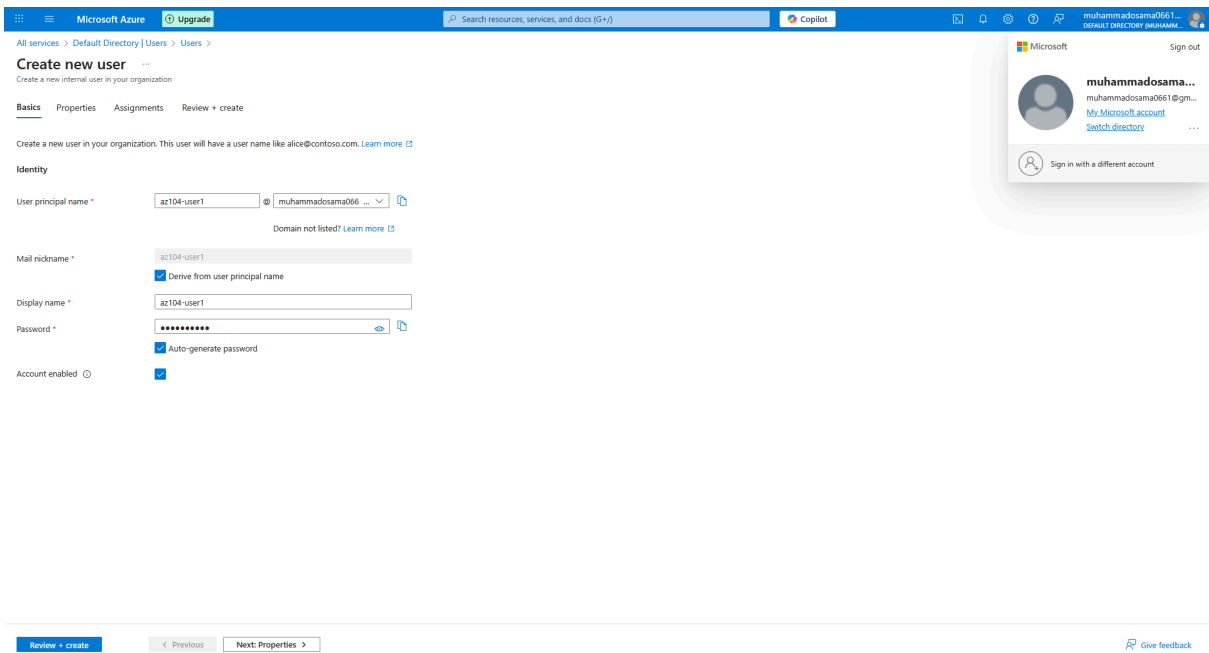 Microsoft Azure
Upgrade
Search resources, services, and docs (G+/)
Copilot
muhammadosama0661...
DEFAULT DIRECTORY (MUHAMM...
All services > Default Directory | Users > Users >
Create new user ...
Create a new internal user in your organization
Basics Properties Assignments Review + create
Create a new user in your organization. This user will have a user name like alice@contoso.com. Learn more
Identity
User principal name * az104-user1 @ muhammadosama066 ...
Domain not listed? Learn more
Mail nickname * az104-user1
Derive from user principal name
Display name * az104-user1
Password * ●●●●●●●●●●
Auto-generate password
Account enabled
Microsoft Sign out
muhammadosama...
muhammadosama0661@gm...
My Microsoft account
Switch directory ...
Sign in with a different account
Review + create < Previous Next: Properties > Give feedback